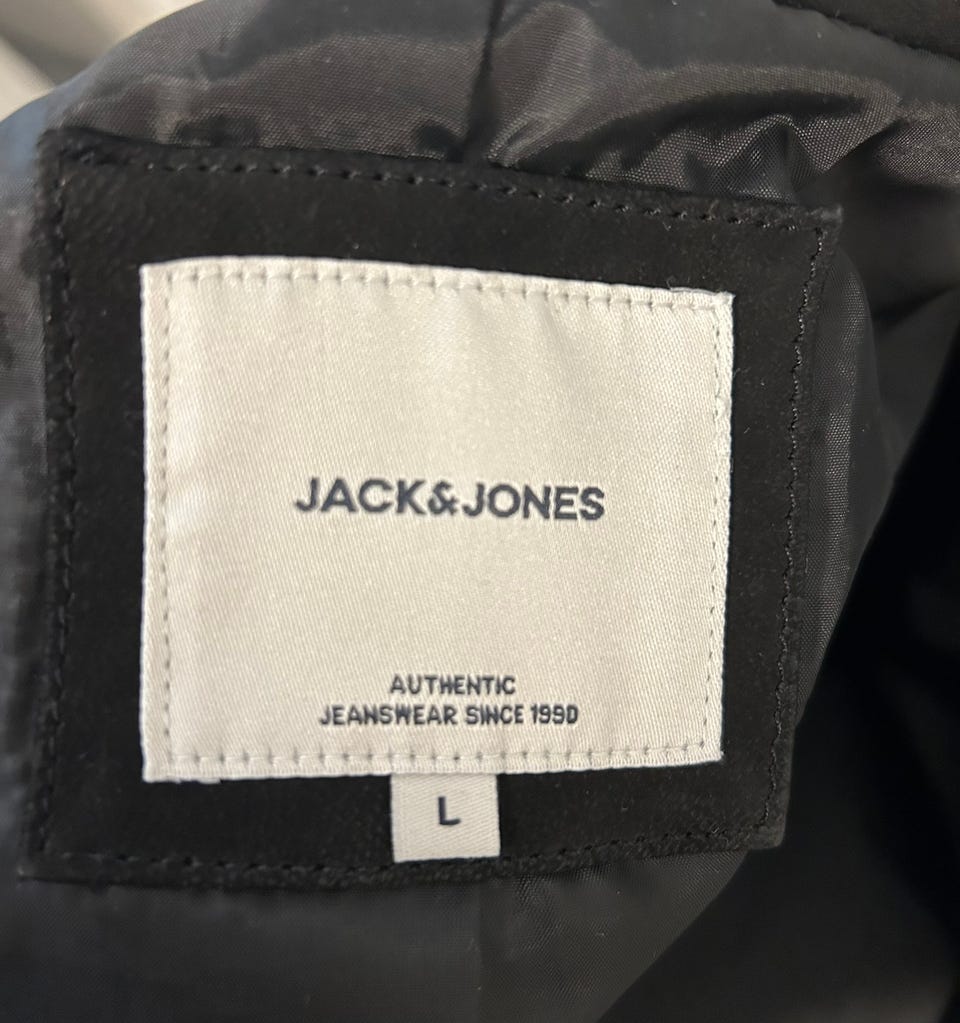 JACK&JONES
AUTHENTIC
JEANSWEAR SINCE 1990
L